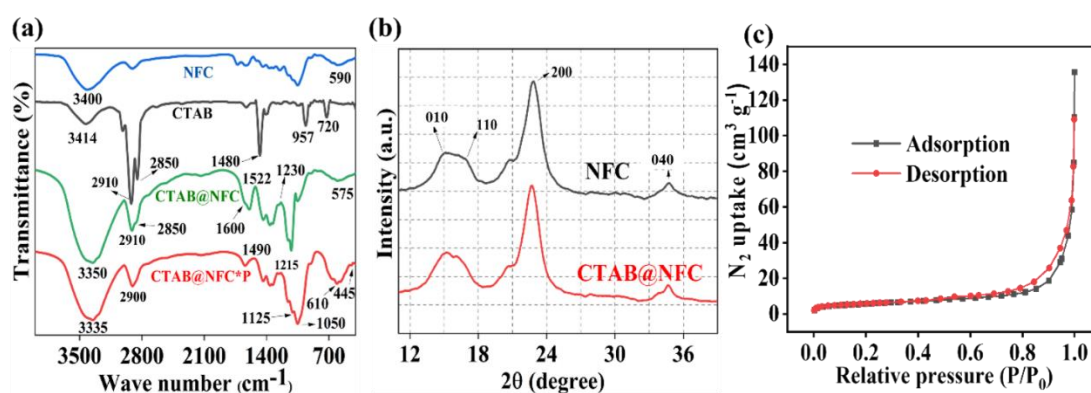 (a)
Transmittance (%)
NFC
3400
590
CTAB
3414
2910
2850
1480
957
720
CTAB@NFC
3350
2910
2850
1600
1522
1230
1215
575
CTAB@NFC*P
3335
2900
1490
1125
1050
610
445
3500 2800 2100 1400 700
Wave number (cm⁻¹)
(b)
Intensity (a.u.)
010
110
200
040
NFC
CTAB@NFC
11 18 24 30 36
2θ (degree)
(c)
N₂ uptake (cm³ g⁻¹)
140
120
100
80
60
40
20
0
Adsorption
Desorption
0.0 0.2 0.4 0.6 0.8 1.0
Relative pressure (P/P₀)